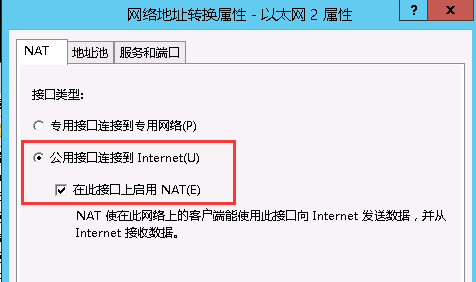 网络地址转换属性 - 以太网 2 属性
?
NAT 地址池 服务和端口
接口类型:
专用接口连接到专用网络(P)
公用接口连接到 Internet(U)
在此接口上启用 NAT(E)
NAT 使在此网络上的客户端能使用此接口向 Internet 发送数据，并从
Internet 接收数据。